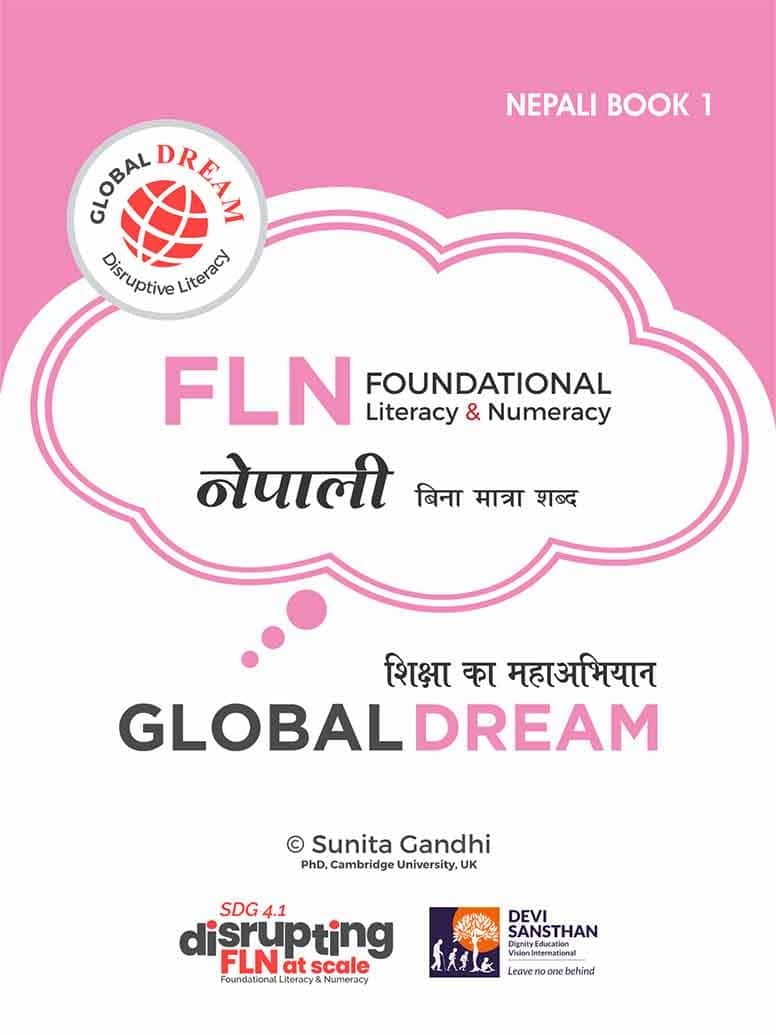 NEPALI BOOK 1
GLOBAL DREAM
Disruptive Literacy
FLN FOUNDATIONAL
Literacy & Numeracy
नेपाली बिना मात्रा शब्द
शिक्षा का महाअभियान
GLOBAL DREAM
© Sunita Gandhi
PhD, Cambridge University, UK
SDG 4.1
disrupting
FLN at scale
Foundational Literacy & Numeracy
DEVI
SANSTHAN
Dignity Education
Vision International
Leave no one behind